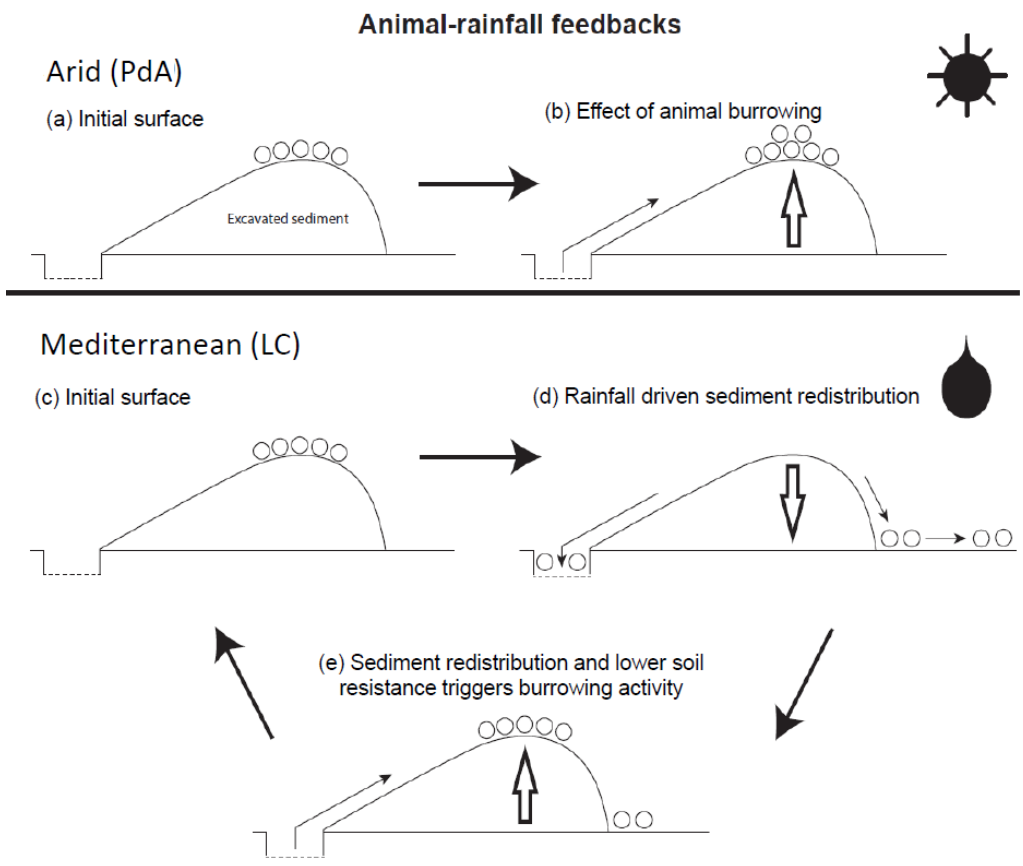 Animal-rainfall feedbacks
Arid (PdA)
(a) Initial surface
(b) Effect of animal burrowing
Excavated sediment
Mediterranean (LC)
(c) Initial surface
(d) Rainfall driven sediment redistribution
(e) Sediment redistribution and lower soil
resistance triggers burrowing activity